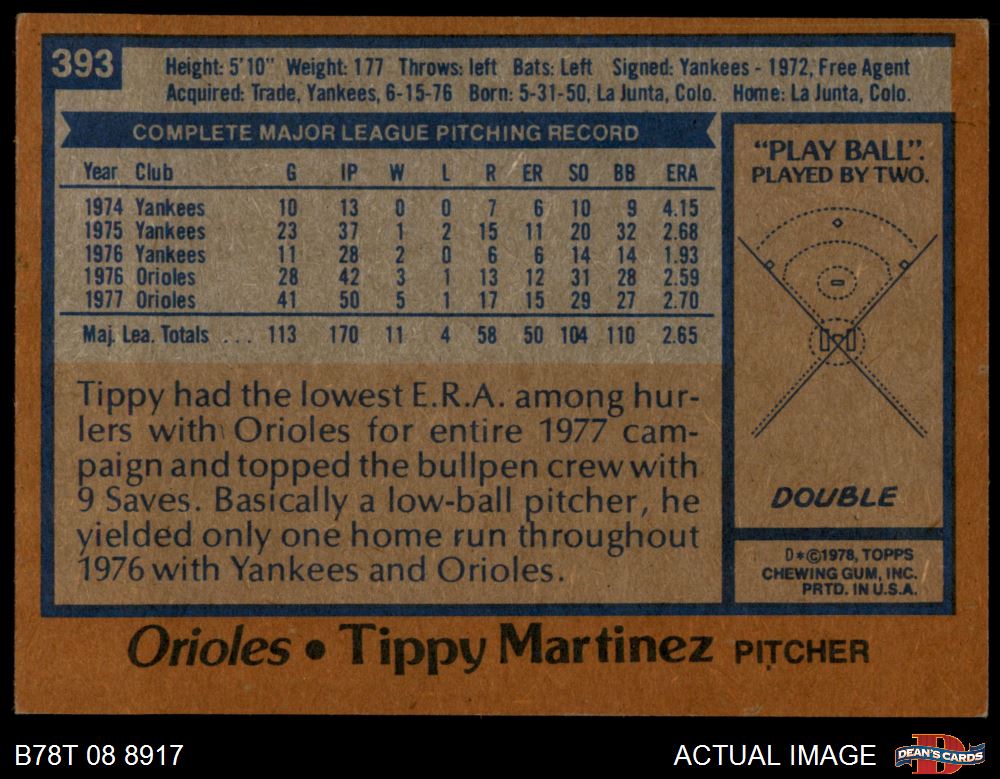 393
Height: 5'10" Weight: 177 Throws: left Bats: Left Signed: Yankees - 1972, Free Agent
Acquired: Trade, Yankees, 6-15-76 Born: 5-31-50, La Junta, Colo. Home: La Junta, Colo.
COMPLETE MAJOR LEAGUE PITCHING RECORD
Year Club G IP W L R ER SO BB ERA
1974 Yankees 10 13 0 0 7 6 10 9 4.15
1975 Yankees 23 37 1 2 15 11 20 32 2.68
1976 Yankees 11 28 2 0 6 6 14 14 1.93
1976 Orioles 28 42 3 1 13 12 31 28 2.59
1977 Orioles 41 50 5 1 17 15 29 27 2.70
Maj. Lea. Totals ... 113 170 11 4 58 50 104 110 2.65
Tippy had the lowest E.R.A. among hur-
lers with Orioles for entire 1977 cam-
paign and topped the bullpen crew with
9 Saves. Basically a low-ball pitcher, he
yielded only one home run throughout
1976 with Yankees and Orioles.
"PLAY BALL".
PLAYED BY TWO.
DOUBLE
D*©1978, TOPPS
CHEWING GUM, INC.
PRTD. IN U.S.A.
Orioles • Tippy Martinez PITCHER
B78T 08 8917
ACTUAL IMAGE
DEAN'S CARDS